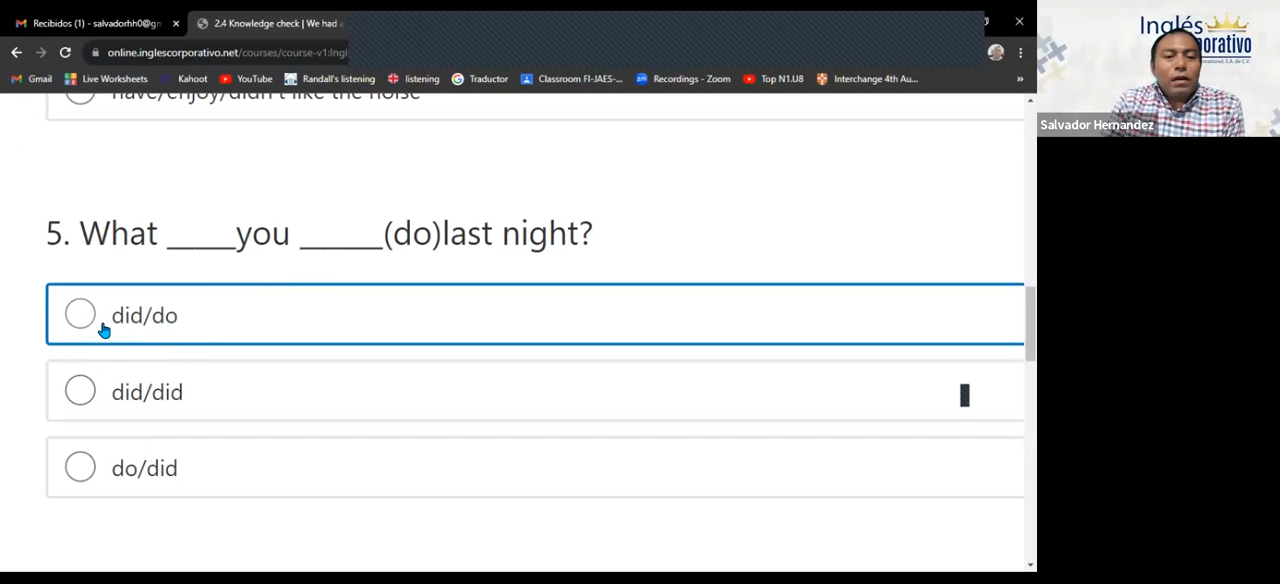 Recibidos (1) - salvadorhh0@gm
2.4 Knowledge check | We had a
online.inglescorporativo.net/courses/course-v1:Ingl
Gmail
Live Worksheets
Kahoot
YouTube
Randall's listening
listening
Traductor
Classroom FI-JAES-...
Recordings - Zoom
Top N1.U8
Interchange 4th Au...
»
have/enjoy/didn't like the noise
5. What _____you ______(do)last night?
did/do
did/did
do/did
Inglés
Salvador Hernandez